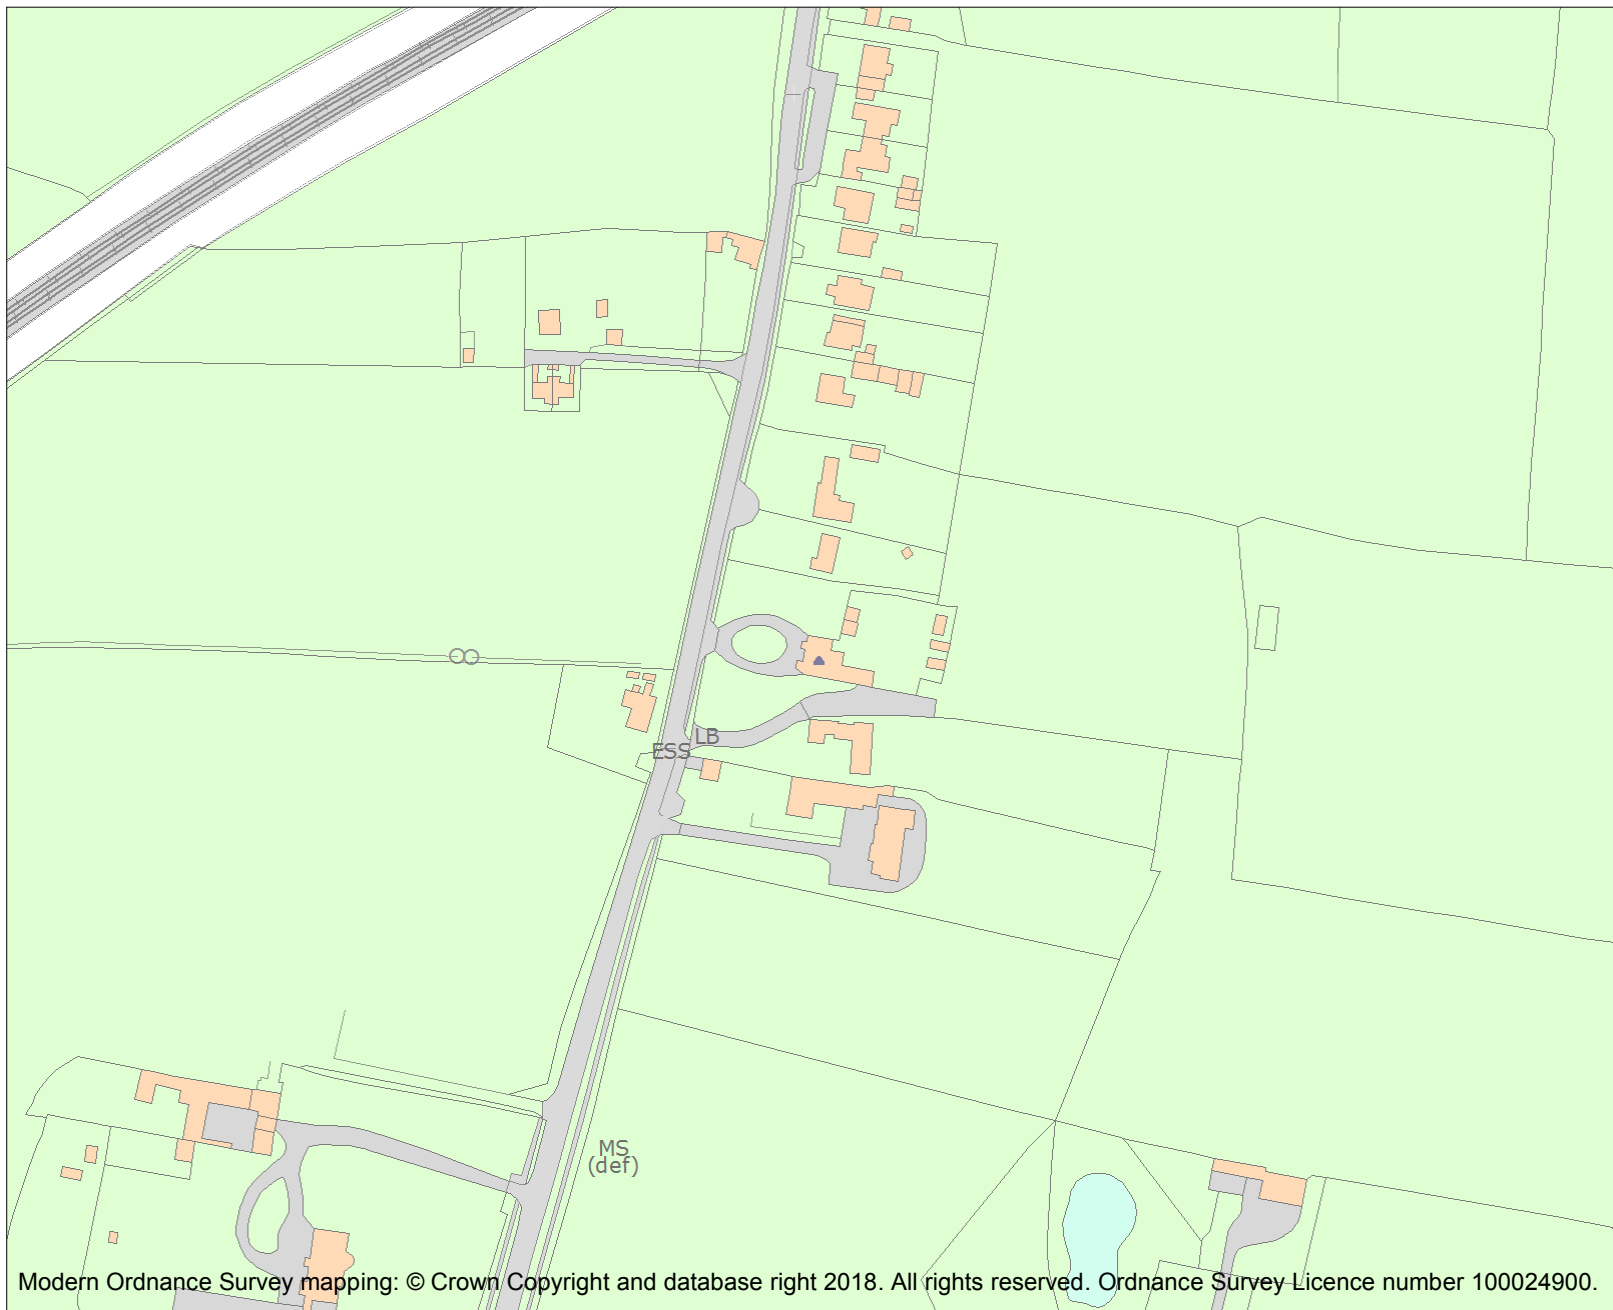 LB
ESS
MS
(def)
Modern Ordnance Survey mapping: © Crown Copyright and database right 2018. All rights reserved. Ordnance Survey Licence number 100024900.